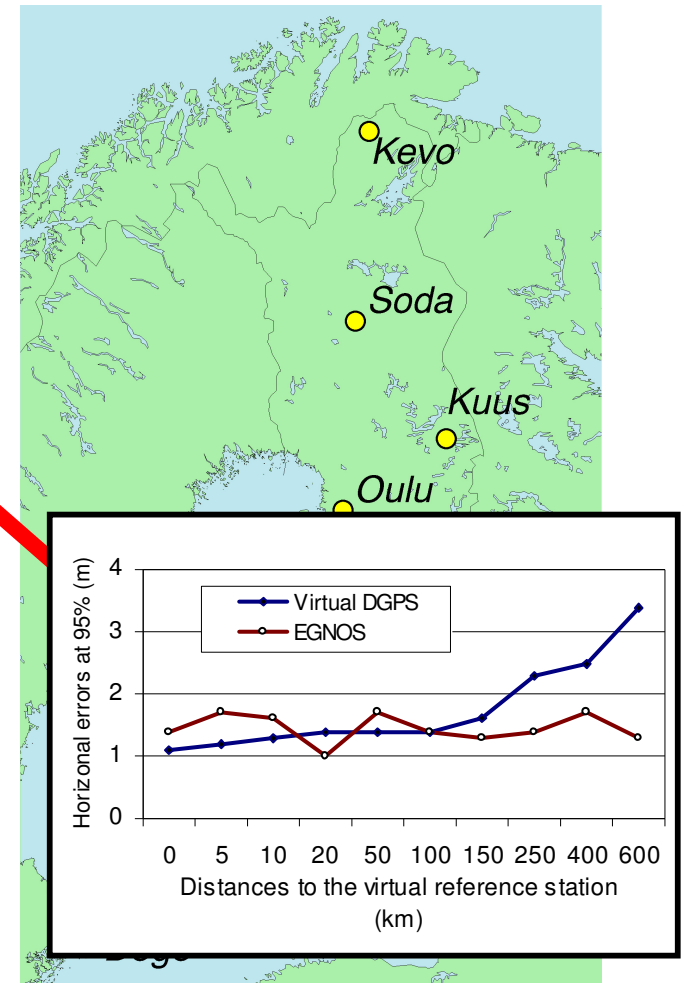 Kevo
Soda
Kuus
Oulu
Horizonal errors at 95% (m)
4
3
2
1
0
Virtual DGPS
EGNOS
0 5 10 20 50 100 150 250 400 600
Distances to the virtual reference station
(km)